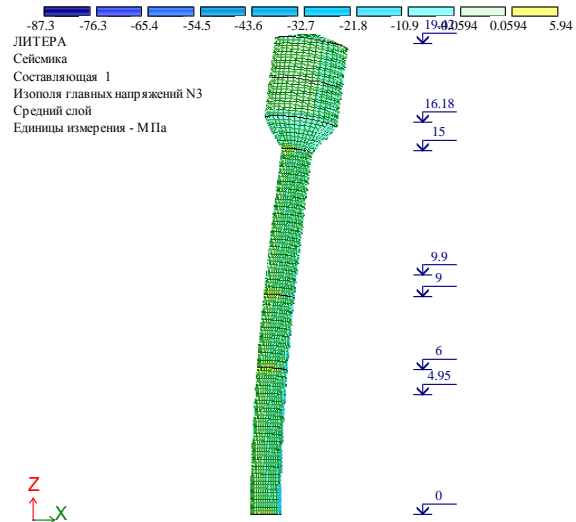 -87.3 -76.3 -65.4 -54.5 -43.6 -32.7 -21.8 -10.9 -0.0594 0.0594 5.94
ЛИТЕРА
Сейсмика
Составляющая 1
Изополя главных напряжений N3
Средний слой
Единицы измерения - МПа
16.18
15
9.9
9
6
4.95
0
Z
X